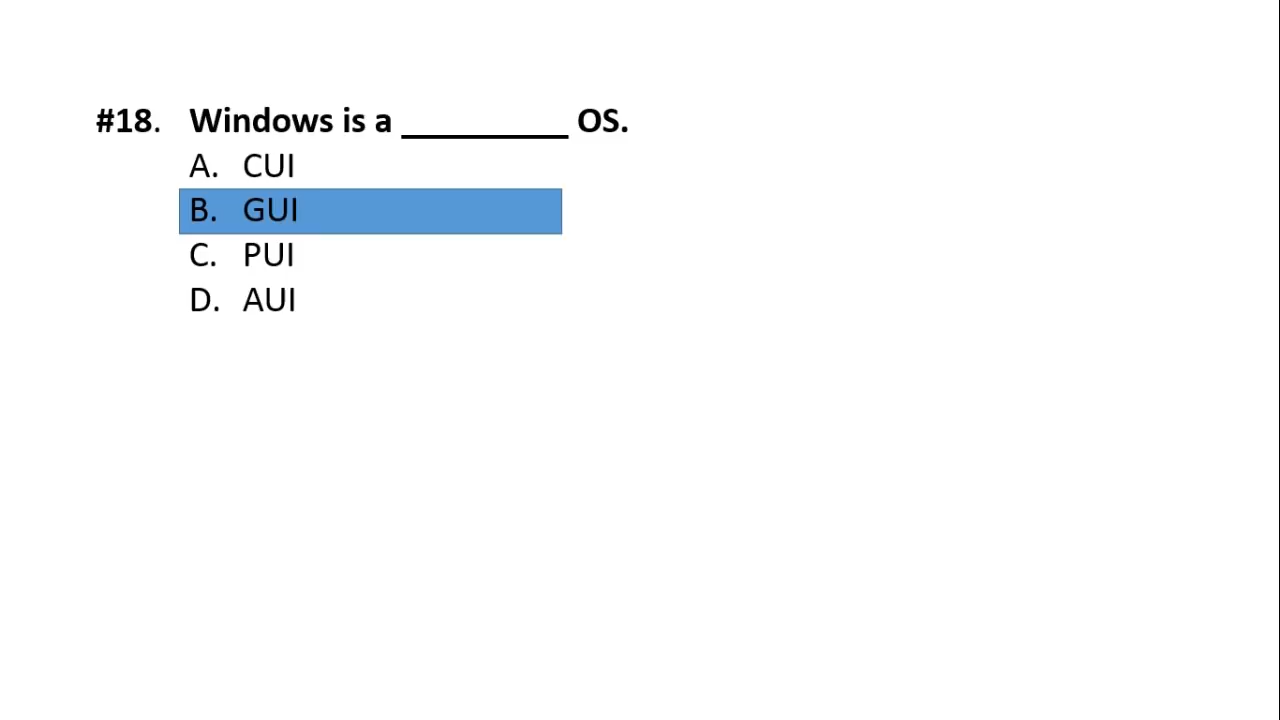 #18. Windows is a __________ OS.
A. CUI
B. GUI
C. PUI
D. AUI